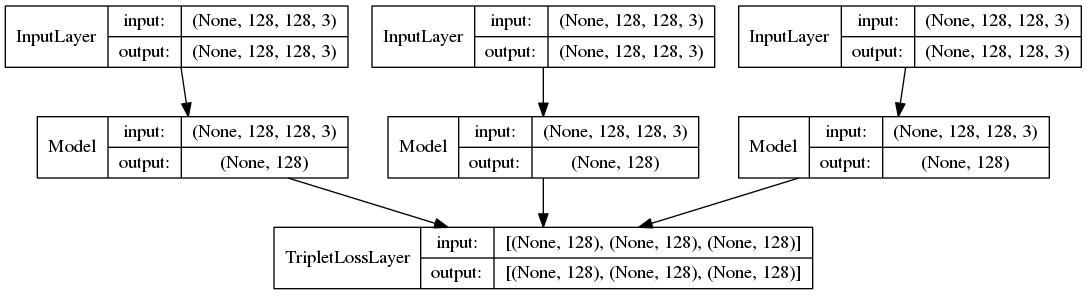 InputLayer input: (None, 128, 128, 3)
output: (None, 128, 128, 3)
InputLayer input: (None, 128, 128, 3)
output: (None, 128, 128, 3)
InputLayer input: (None, 128, 128, 3)
output: (None, 128, 128, 3)
Model input: (None, 128, 128, 3)
output: (None, 128)
Model input: (None, 128, 128, 3)
output: (None, 128)
Model input: (None, 128, 128, 3)
output: (None, 128)
TripletLossLayer input: [(None, 128), (None, 128), (None, 128)]
output: [(None, 128), (None, 128), (None, 128)]